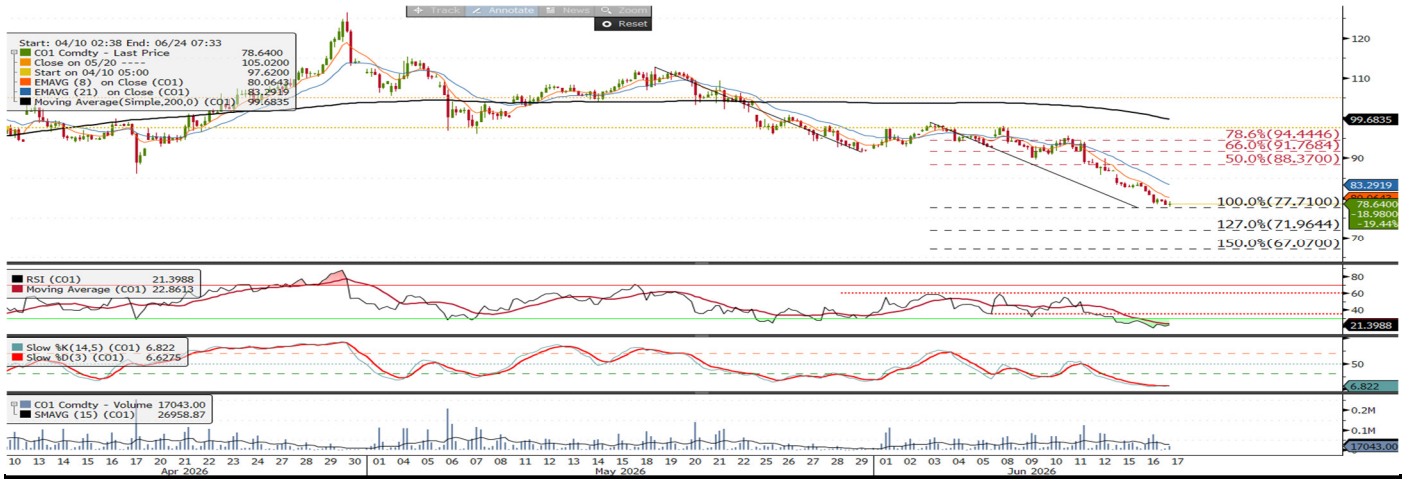 Track Annotate News Zoom
Reset
Start: 04/10 02:38 End: 06/24 07:33
CO1 Comdty - Last Price 78.6400
Close on 05/20 ---- 105.0200
Start on 04/10 05:00 97.6200
EMAVG (8) on Close (CO1) 80.0643
EMAVG (21) on Close (CO1) 83.2919
Moving Average (Simple,200,0) (CO1) 99.6835
120
110
99.6835
90
83.2919
78.6400
-18.9800
-19.44%
70
78.6%(94.4446)
66.0%(91.7684)
50.0%(88.3700)
100.0%(77.7100)
127.0%(71.9644)
150.0%(67.0700)
RSI (CO1) 21.3988
Moving Average (CO1) 22.8613
80
60
40
21.3988
Slow %K(14,5) (CO1) 6.822
Slow %D(3) (CO1) 6.6275
50
6.822
CO1 Comdty - Volume 17043.00
SMAVG (15) (CO1) 26958.87
0.2M
0.1M
17043.00
10 13 14 15 16 17 20 21 22 23 24 27 28 29 30 01 04 05 06 07 08 11 12 13 14 15 18 19 20 21 22 25 26 27 28 29 01 02 03 04 05 08 09 10 11 12 15 16 17
Apr 2026 May 2026 Jun 2026